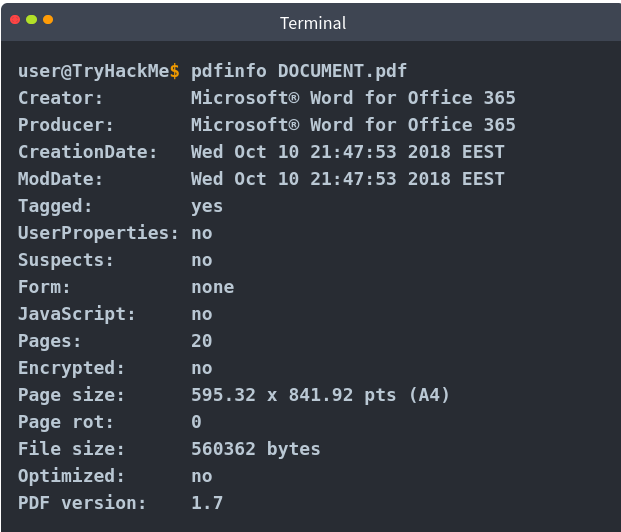 Terminal
user@TryHackMe$ pdfinfo DOCUMENT.pdf
Creator: Microsoft® Word for Office 365
Producer: Microsoft® Word for Office 365
CreationDate: Wed Oct 10 21:47:53 2018 EEST
ModDate: Wed Oct 10 21:47:53 2018 EEST
Tagged: yes
UserProperties: no
Suspects: no
Form: none
JavaScript: no
Pages: 20
Encrypted: no
Page size: 595.32 x 841.92 pts (A4)
Page rot: 0
File size: 560362 bytes
Optimized: no
PDF version: 1.7